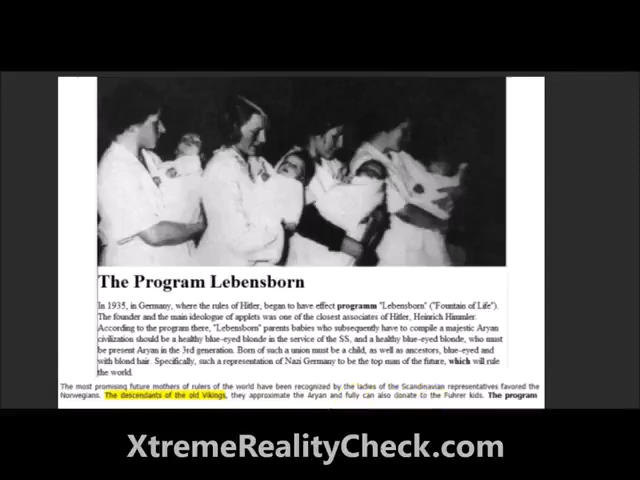 The Program Lebensborn
In 1935, in Germany, where the rules of Hitler, began to have effect programm "Lebensborn" ("Fountain of Life").
The founder and the main ideologue of applets was one of the closest associates of Hitler, Heinrich Himmler.
According to the program there, "Lebensborn" parents babies who subsequently have to compile a majestic Aryan
civilization should be a healthy blue-eyed blonde in the service of the SS, and a healthy blue-eyed blonde, who must
be present Aryan in the 3rd generation. Born of such a union must be a child, as well as ancestors, blue-eyed and
with blond hair. Specifically, such a representation of Nazi Germany to be the top man of the future, which will rule
the world.
The most promising future mothers of rulers of the world have been recognized by the ladies of the Scandinavian representatives favored the
Norwegians. The descendants of the old Vikings, they approximate the Aryan and fully can also donate to the Fuhrer kids. The program
XtremeRealityCheck.com